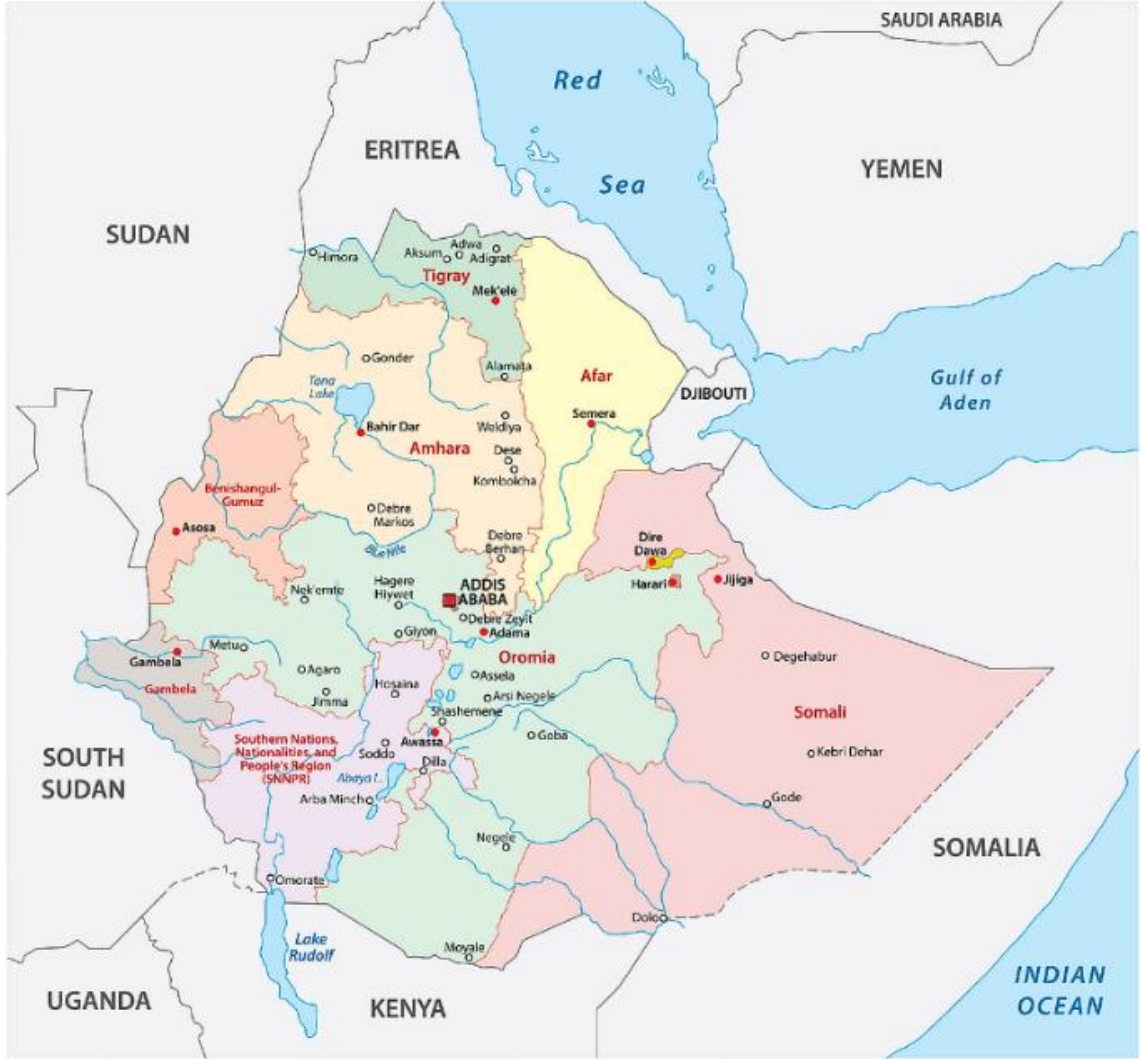 SAUDI ARABIA
Red
Sea
ERITREA
YEMEN
SUDAN
Himora
Aksum
Adwa
Adigrat
Tigray
Mek'ele
Gonder
Alamata
Afar
DJIBOUTI
Gulf of
Aden
Tana
Lake
Semera
Bahir Dar
Weldiya
Amhara
Dese
Kombolcha
Benishangul-
Gumuz
Asosa
Debre
Markos
Blue Nile
Debre
Berhan
Dire
Dawa
Harari
Jijiga
Nek'emte
Hagere
Hiywet
ADDIS
ABABA
Debre Zeyit
Giyon
Adama
Metu
Gambela
Gambela
Oromia
Degehabur
Agaro
Jimma
Hosaina
Assela
Arsi Negele
Shashemene
Somali
Southern Nations,
Nationalities, and
People's Region
(SNNPR)
Soddo
Awassa
Goba
Kebri Dehar
Dilla
SOUTH
SUDAN
Abaya L.
Arba Minch
Gode
Negele
SOMALIA
Omorate
Dolo
Lake
Rudolf
Moyale
UGANDA
KENYA
INDIAN
OCEAN